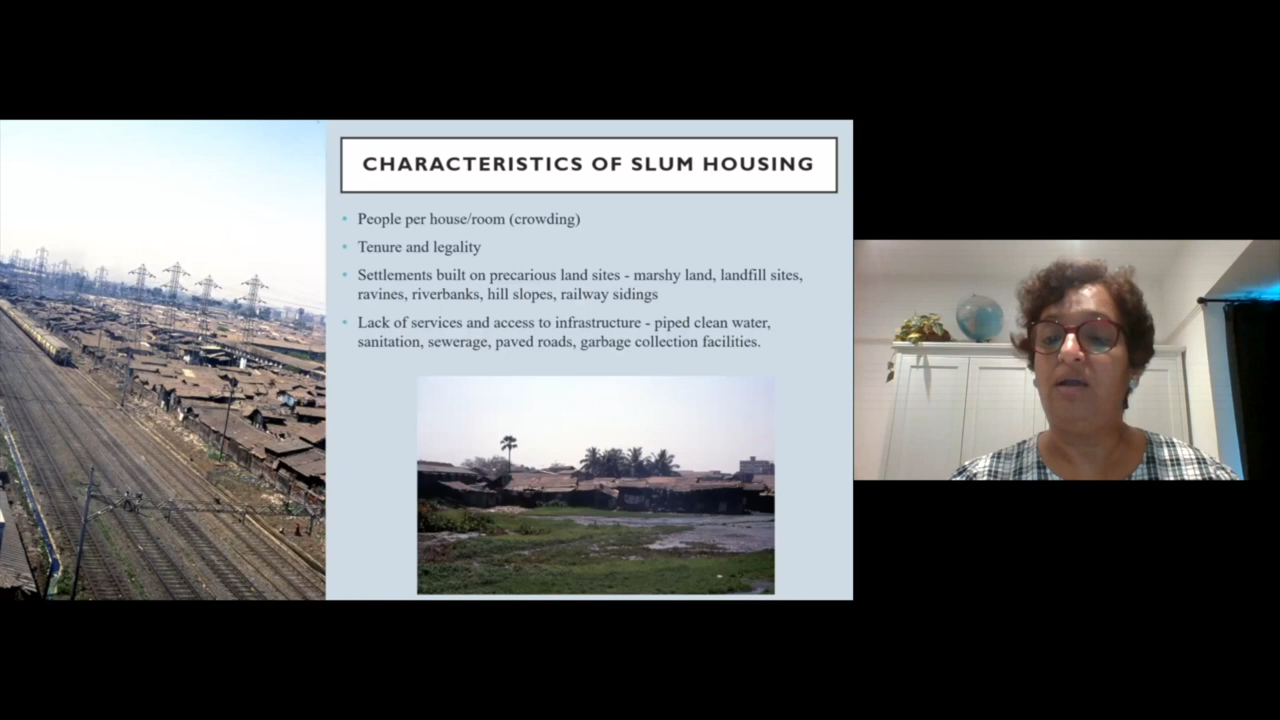 CHARACTERISTICS OF SLUM HOUSING
• People per house/room (crowding)
• Tenure and legality
• Settlements built on precarious land sites - marshy land, landfill sites,
ravines, riverbanks, hill slopes, railway sidings
• Lack of services and access to infrastructure - piped clean water,
sanitation, sewerage, paved roads, garbage collection facilities.